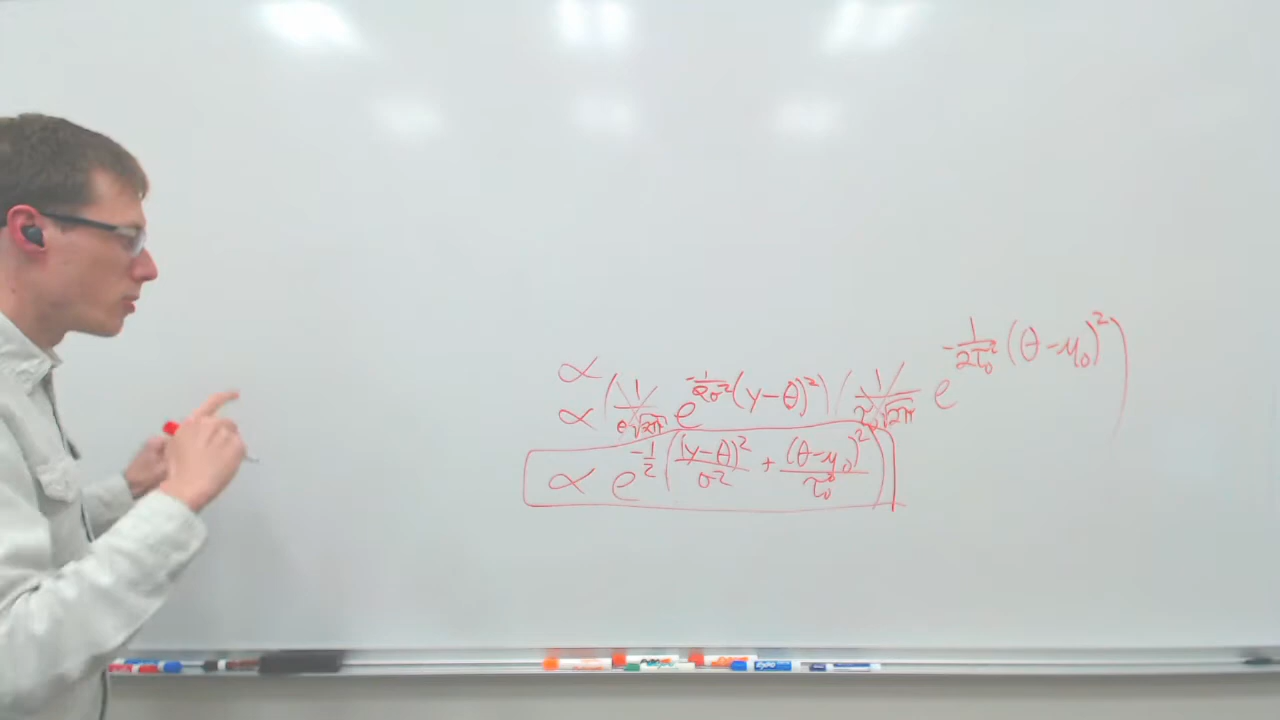 ∝
∝ (1/(σ√2π) e^(-1/(2σ²) (y-θ)²) (1/(τ₀√2π) e^(-1/(2τ₀²) (θ-μ₀)²)
∝ e^(-1/2 ((y-θ)²/σ² + (θ-μ₀)²/τ₀²))
EXPO